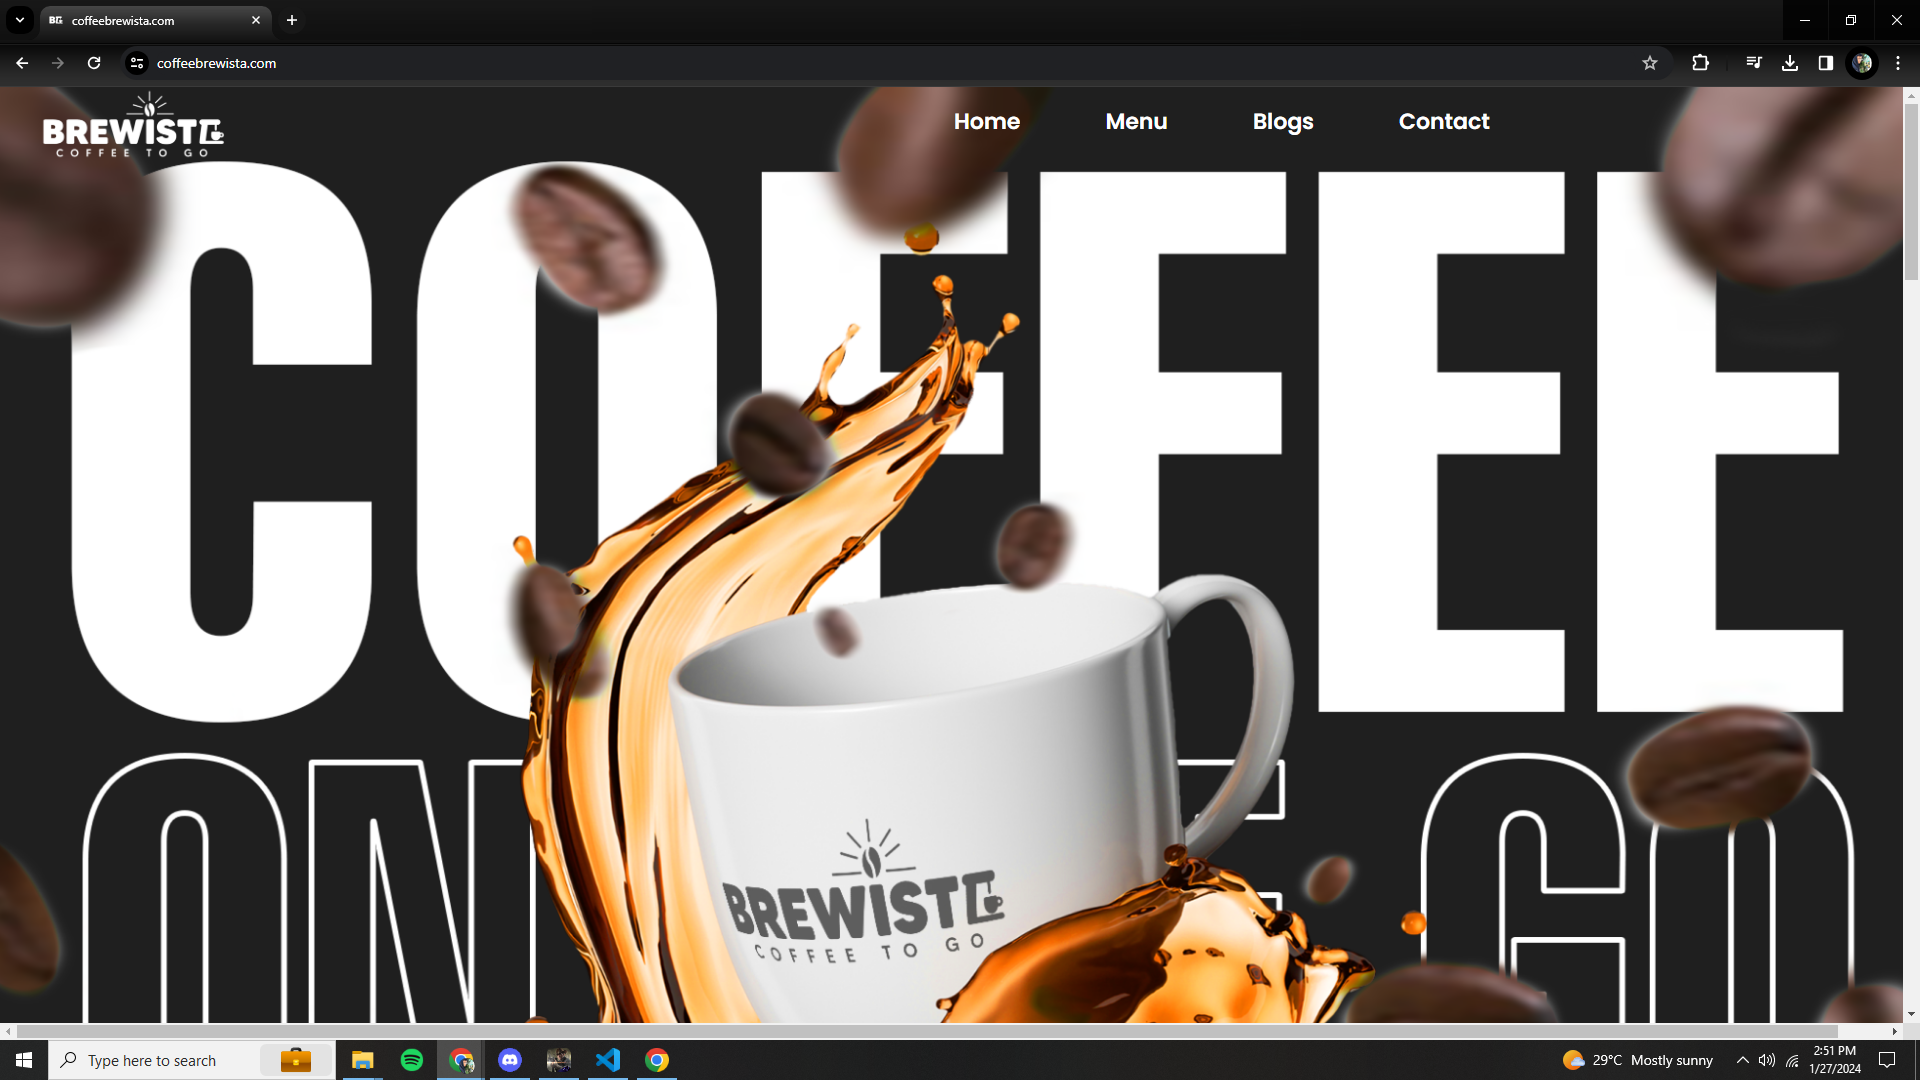 coffeebrewista.com
coffeebrewista.com
BREWISTA
COFFEE TO GO
Home
Menu
Blogs
Contact
COFFEE
ON
GO
BREWISTA
COFFEE TO GO
Type here to search
29°C Mostly sunny
2:51 PM
1/27/2024